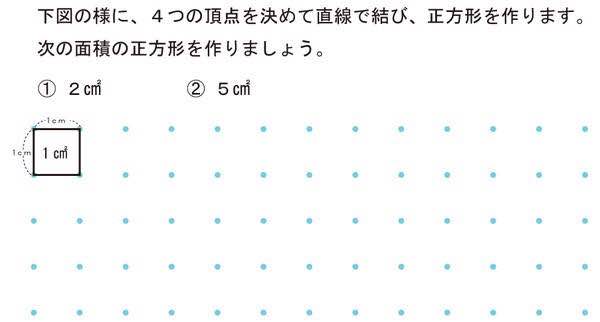 下図の様に、４つの頂点を決めて直線で結び、正方形を作ります。
次の面積の正方形を作りましょう。
① ２㎠ ② ５㎠
1cm
1cm
1㎠